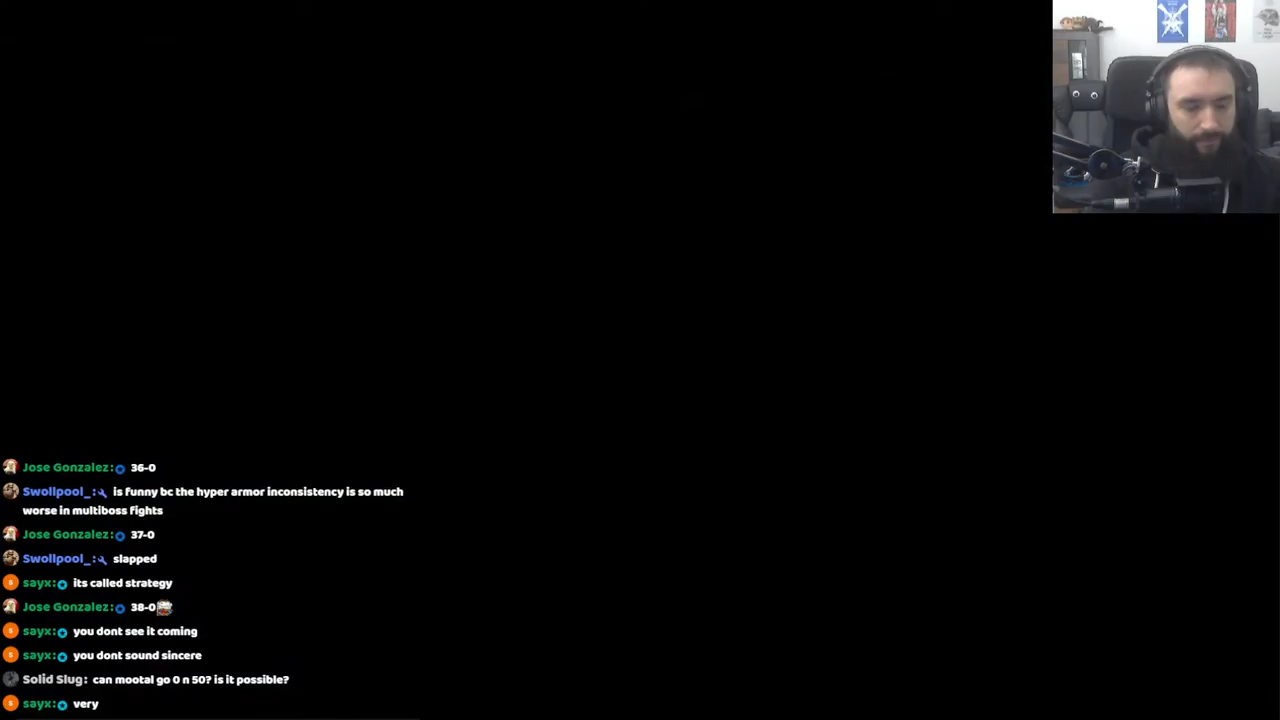 Jose Gonzalez: 36-0
Swollpool_: is funny bc the hyper armor inconsistency is so much
worse in multiboss fights
Jose Gonzalez: 37-0
Swollpool_: slapped
sayx: its called strategy
Jose Gonzalez: 38-0
sayx: you dont see it coming
sayx: you dont sound sincere
Solid Slug: can mootal go 0 n 50? is it possible?
sayx: very